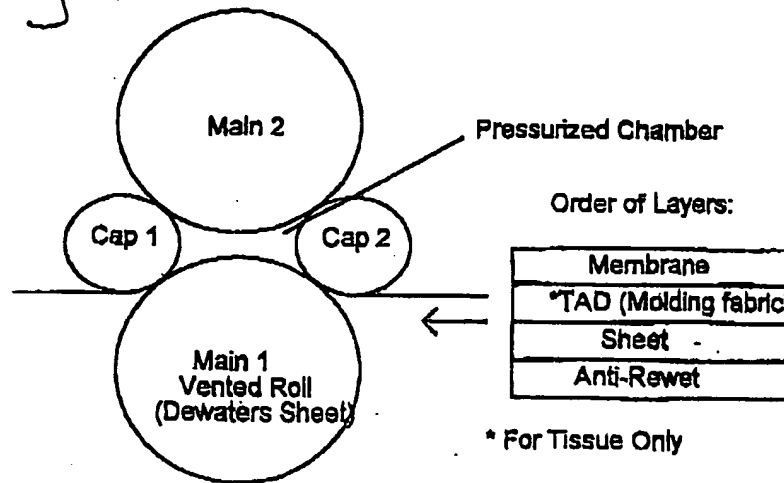 Main 2
Pressurized Chamber
Order of Layers:
Cap 1
Cap 2
Membrane
*TAD (Molding fabric
Sheet
Anti-Rewet
Main 1
Vented Roll
(Dewaters Sheet)
* For Tissue Only